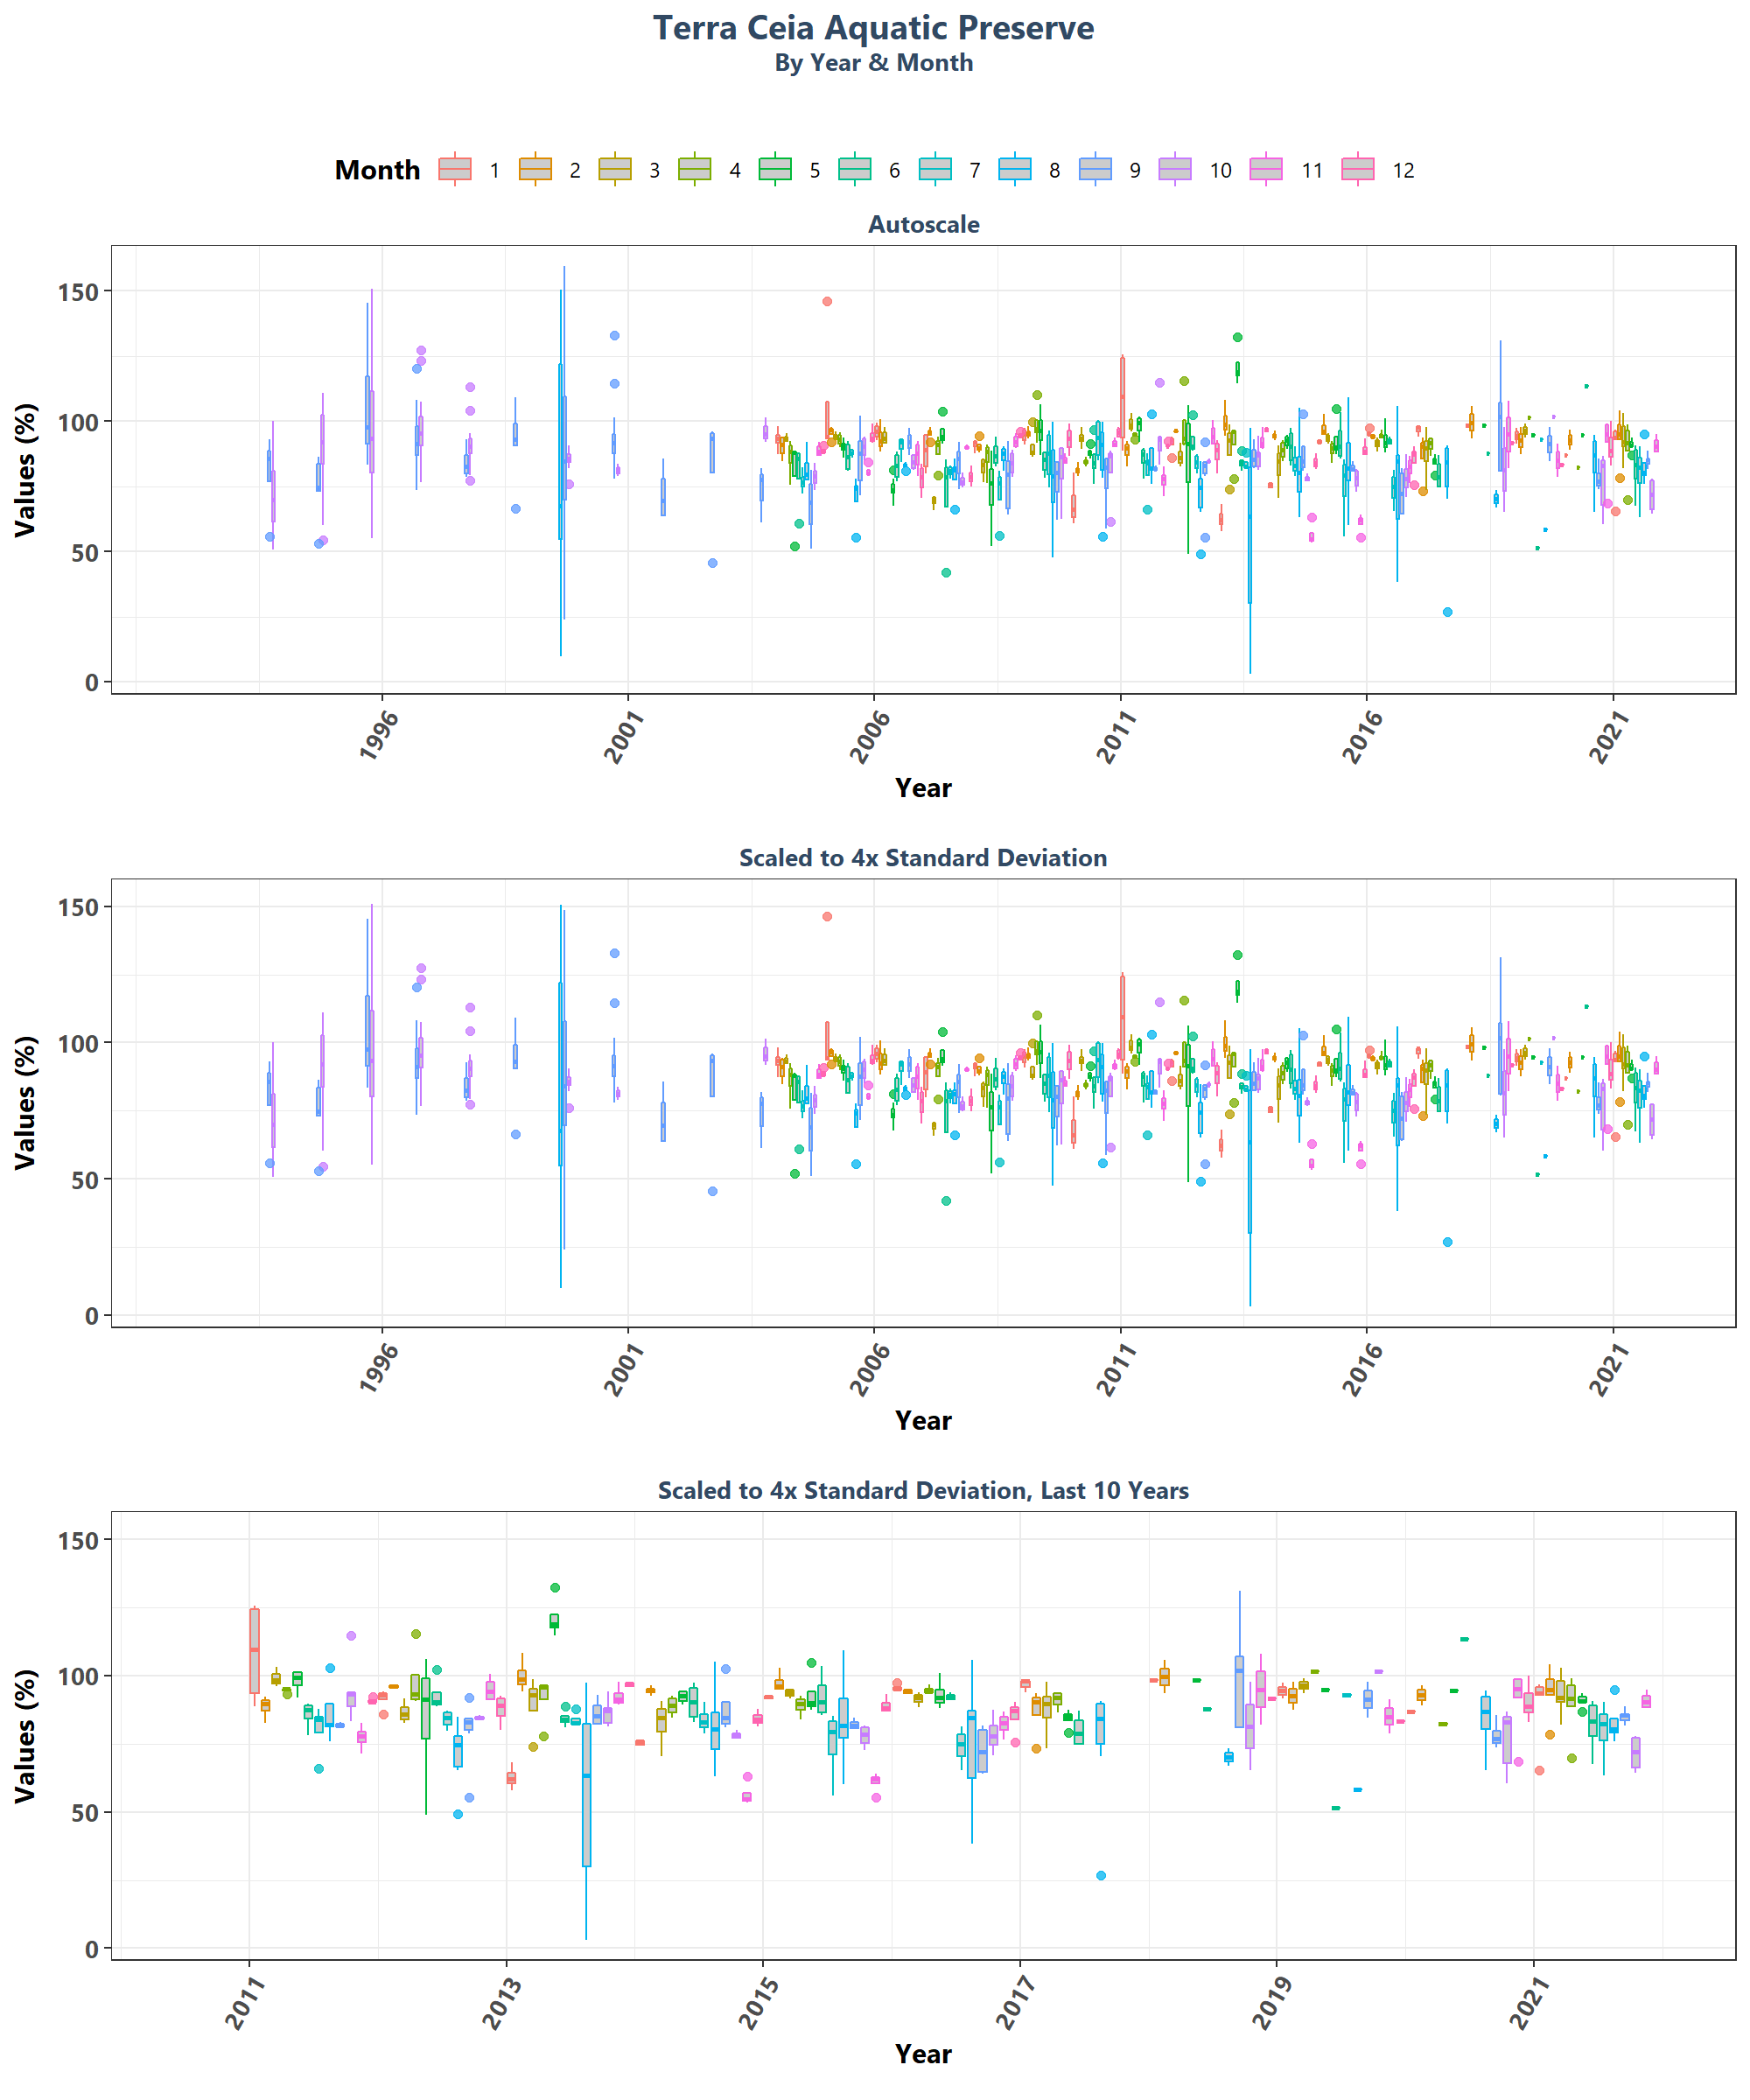 Terra Ceia Aquatic Preserve
By Year & Month
Month 1 2 3 4 5 6 7 8 9 10 11 12
Autoscale
Values (%)
150
100
50
0
1996 2001 2006 2011 2016 2021
Year
Scaled to 4x Standard Deviation
Values (%)
150
100
50
0
1996 2001 2006 2011 2016 2021
Year
Scaled to 4x Standard Deviation, Last 10 Years
Values (%)
150
100
50
0
2011 2013 2015 2017 2019 2021
Year